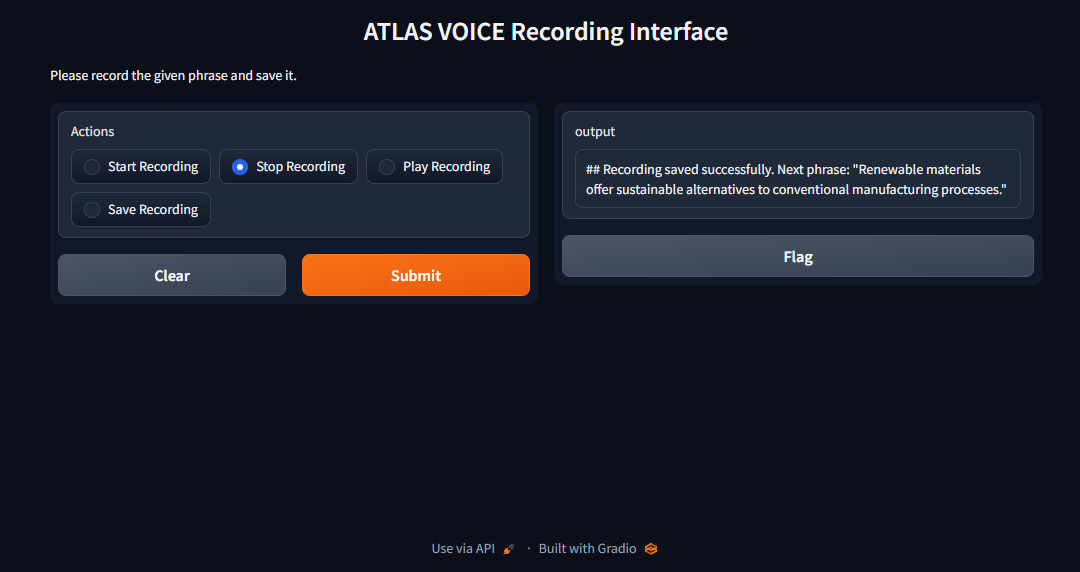 ATLAS VOICE Recording Interface
Please record the given phrase and save it.
Actions
Start Recording
Stop Recording
Play Recording
Save Recording
Clear
Submit
output
## Recording saved successfully. Next phrase: "Renewable materials
offer sustainable alternatives to conventional manufacturing processes."
Flag
Use via API · Built with Gradio